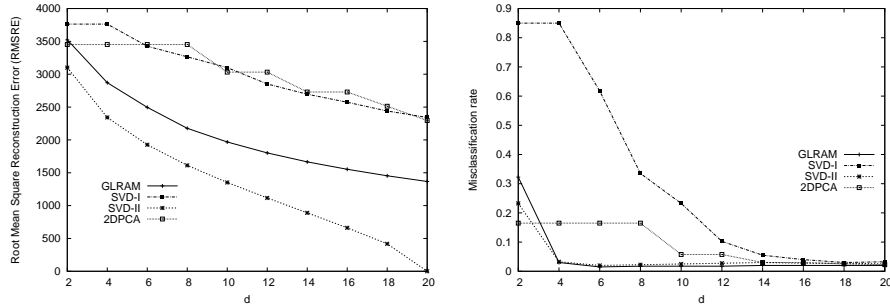 Root Mean Square Reconstruction Error (RMSRE)
4000
3500
3000
2500
2000
1500
1000
500
0
GLRAM
SVD-I
SVD-II
2DPCA
2 4 6 8 10 12 14 16 18 20
d
Misclassification rate
0.9
0.8
0.7
0.6
0.5
0.4
0.3
0.2
0.1
0
GLRAM
SVD-I
SVD-II
2DPCA
2 4 6 8 10 12 14 16 18 20
d